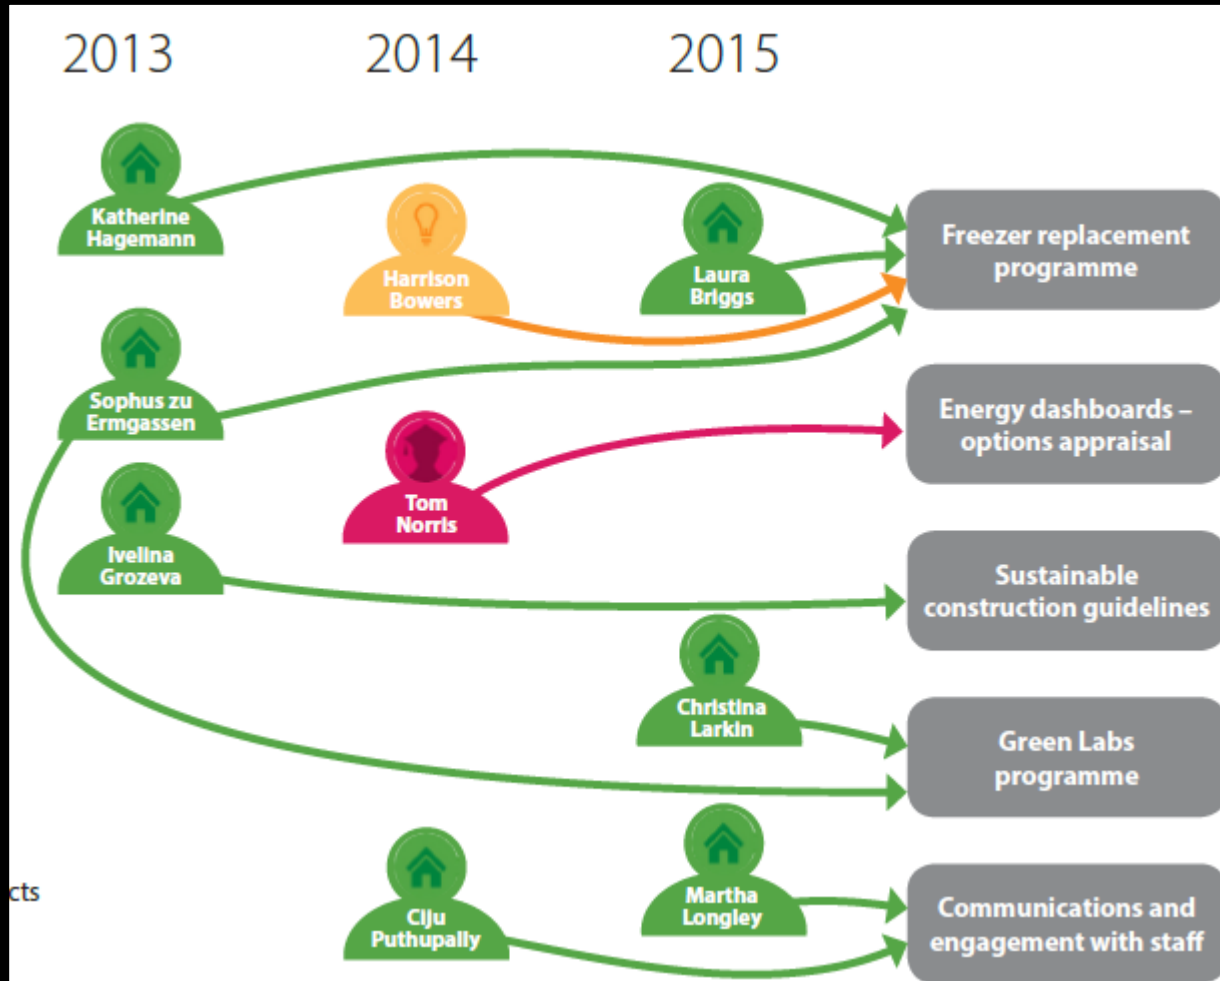 2013
2014
2015
Katherine
Hagemann
Harrison
Bowers
Laura
Briggs
Freezer replacement
programme
Sophus zu
Ermgassen
Tom
Norris
Energy dashboards –
options appraisal
Ivelina
Grozeva
Sustainable
construction guidelines
Christina
Larkin
Green Labs
programme
Ciju
Puthupally
Martha
Longley
Communications and
engagement with staff
cts